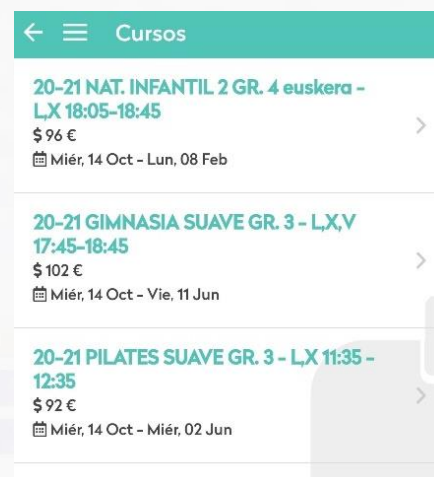 Cursos
20-21 NAT. INFANTIL 2 GR. 4 euskera -
L,X 18:05-18:45
$ 96 €
Miér, 14 Oct - Lun, 08 Feb
20-21 GIMNASIA SUAVE GR. 3 - L,X,V
17:45-18:45
$ 102 €
Miér, 14 Oct - Vie, 11 Jun
20-21 PILATES SUAVE GR. 3 - L,X 11:35 -
12:35
$ 92 €
Miér, 14 Oct - Miér, 02 Jun